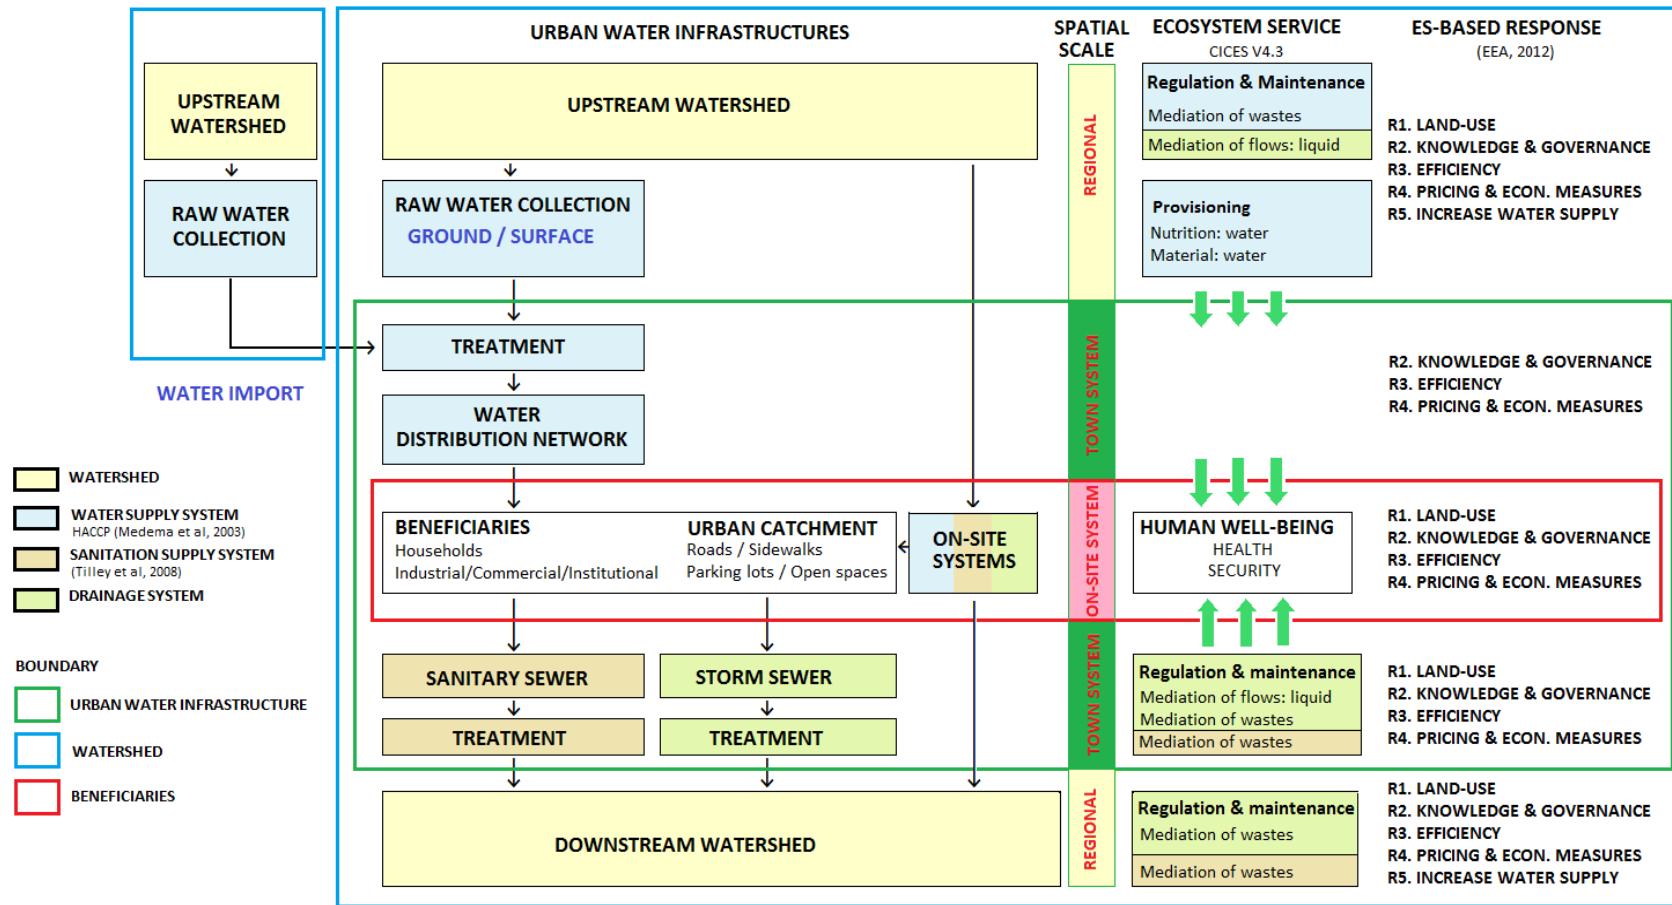 URBAN WATER INFRASTRUCTURES
SPATIAL
SCALE
ECOSYSTEM SERVICE
CICES V4.3
ES-BASED RESPONSE
(EEA, 2012)
UPSTREAM
WATERSHED
RAW WATER
COLLECTION
WATER IMPORT
UPSTREAM WATERSHED
RAW WATER COLLECTION
GROUND / SURFACE
REGIONAL
Regulation & Maintenance
Mediation of wastes
Mediation of flows: liquid
Provisioning
Nutrition: water
Material: water
R1. LAND-USE
R2. KNOWLEDGE & GOVERNANCE
R3. EFFICIENCY
R4. PRICING & ECON. MEASURES
R5. INCREASE WATER SUPPLY
TREATMENT
WATER
DISTRIBUTION NETWORK
TOWN SYSTEM
R2. KNOWLEDGE & GOVERNANCE
R3. EFFICIENCY
R4. PRICING & ECON. MEASURES
BENEFICIARIES
Households
Industrial/Commercial/Institutional
URBAN CATCHMENT
Roads / Sidewalks
Parking lots / Open spaces
ON-SITE
SYSTEMS
ON-SITE SYSTEM
HUMAN WELL-BEING
HEALTH
SECURITY
R1. LAND-USE
R2. KNOWLEDGE & GOVERNANCE
R3. EFFICIENCY
R4. PRICING & ECON. MEASURES
SANITARY SEWER
TREATMENT
STORM SEWER
TREATMENT
TOWN SYSTEM
Regulation & maintenance
Mediation of flows: liquid
Mediation of wastes
Mediation of wastes
R1. LAND-USE
R2. KNOWLEDGE & GOVERNANCE
R3. EFFICIENCY
R4. PRICING & ECON. MEASURES
DOWNSTREAM WATERSHED
REGIONAL
Regulation & maintenance
Mediation of wastes
Mediation of wastes
R1. LAND-USE
R2. KNOWLEDGE & GOVERNANCE
R3. EFFICIENCY
R4. PRICING & ECON. MEASURES
R5. INCREASE WATER SUPPLY
WATERSHED
WATER SUPPLY SYSTEM
HACCP (Medema et al, 2003)
SANITATION SUPPLY SYSTEM
(Tilley et al, 2008)
DRAINAGE SYSTEM
BOUNDARY
URBAN WATER INFRASTRUCTURE
WATERSHED
BENEFICIARIES